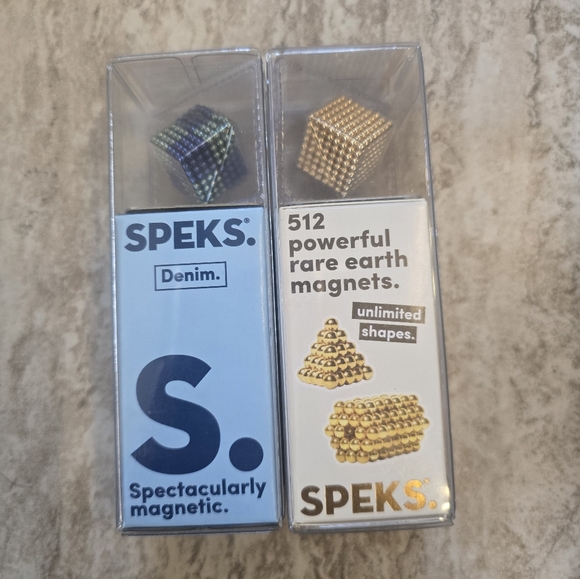 SPEKS.®
Denim.
S.
Spectacularly
magnetic.
512
powerful
rare earth
magnets.
unlimited
shapes.
SPEKS.